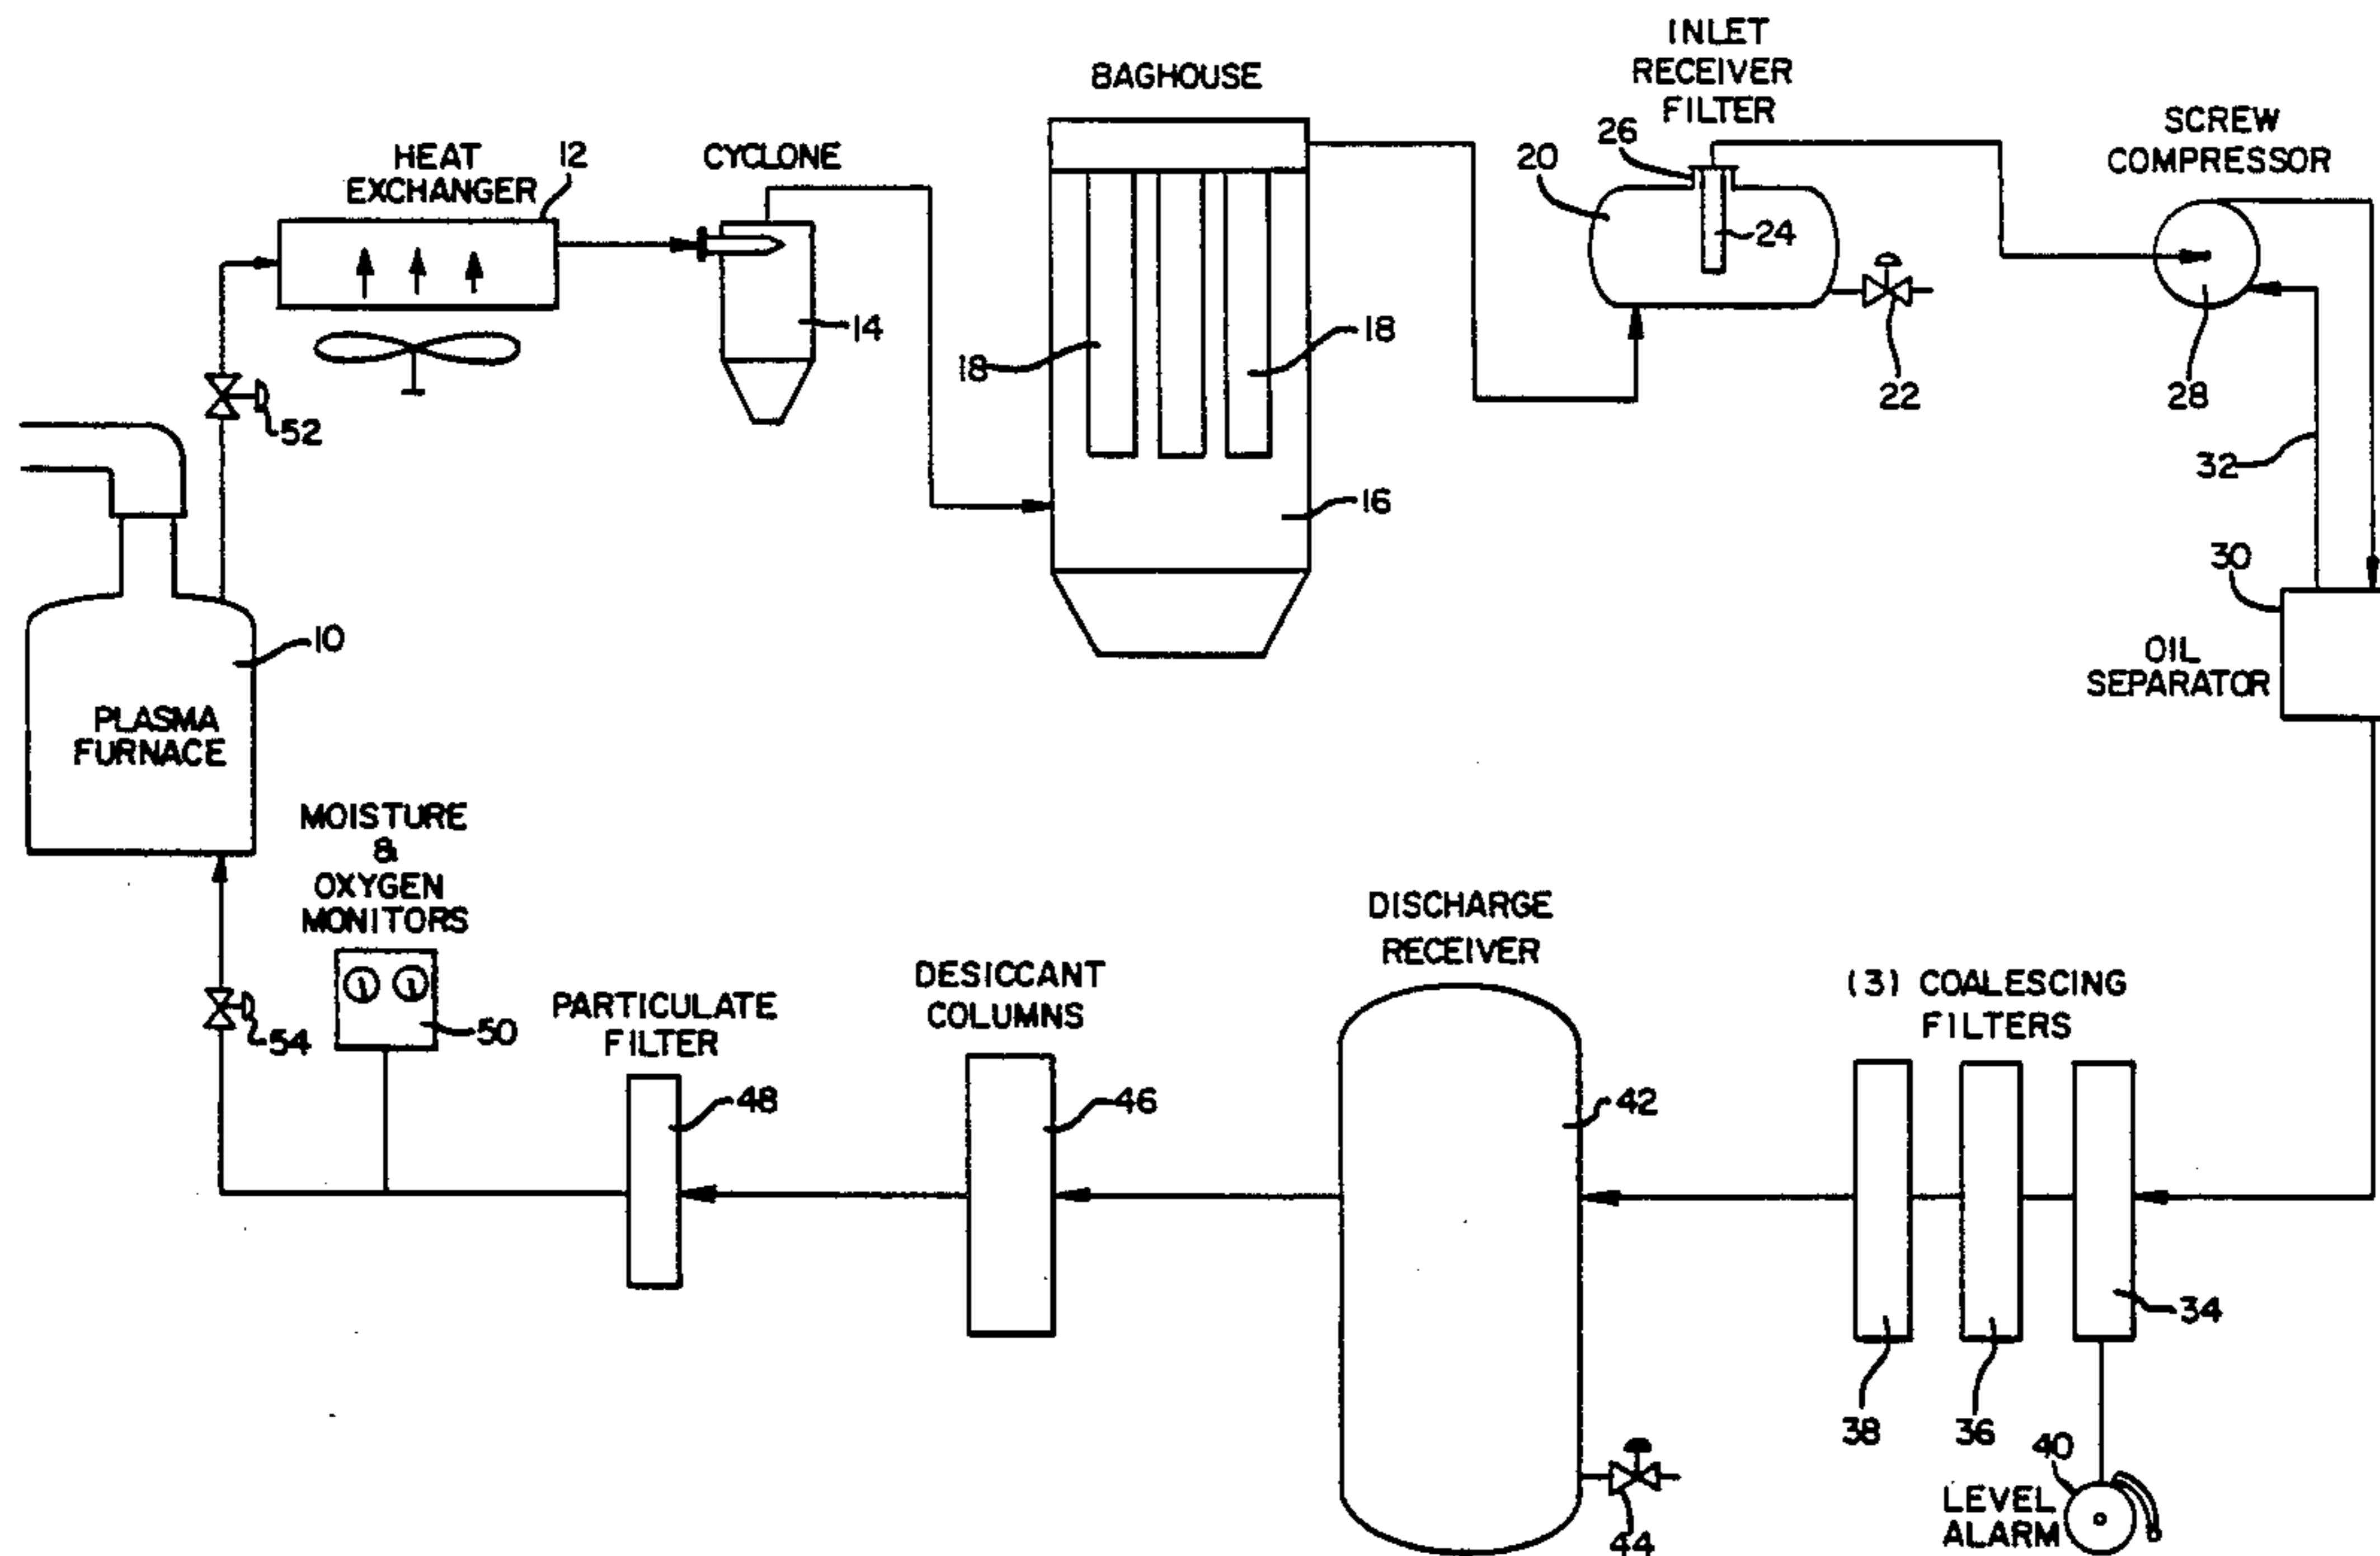 INLET
RECEIVER
FILTER
BAGHOUSE
SCREW
COMPRESSOR
HEAT
EXCHANGER
12
CYCLONE
26
20
24
14
18
18
22
28
52
32
16
30
10
OIL
SEPARATOR
PLASMA
FURNACE
MOISTURE
&
OXYGEN
MONITORS
DISCHARGE
RECEIVER
DESICCANT
COLUMNS
(3) COALESCING
FILTERS
PARTICULATE
FILTER
50
54
48
46
42
34
38
36
40
LEVEL
ALARM
44